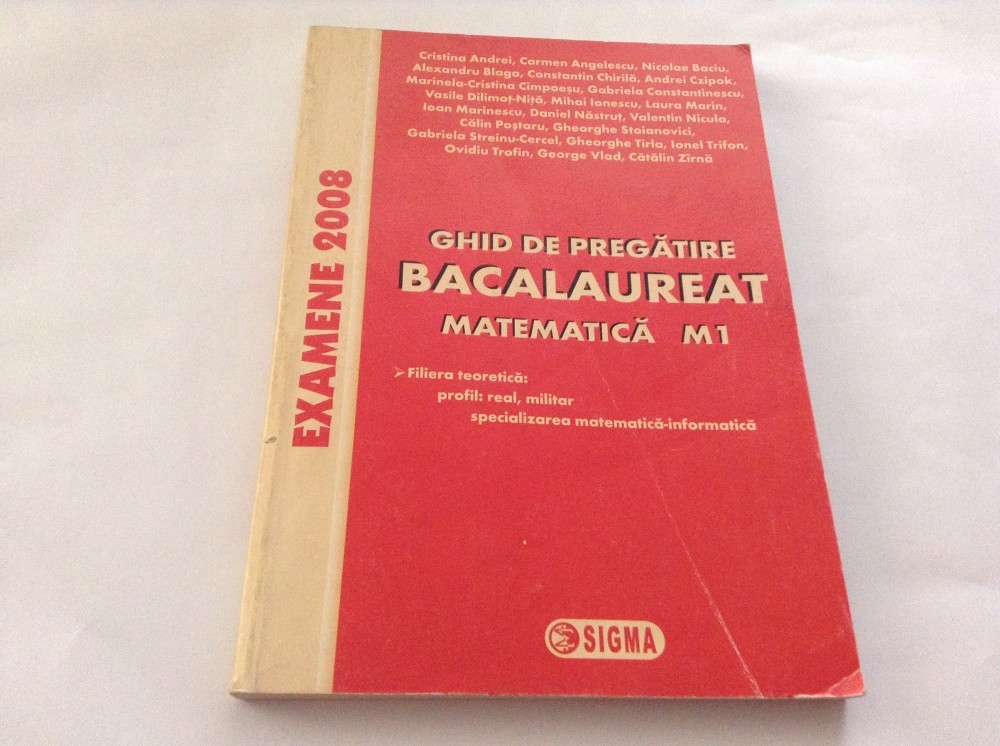 Cristina Andrei, Carmen Angelescu, Nicolae Baciu,
Alexandru Blaga, Constantin Chirilă, Andrei Czipok,
Marinela-Cristina Cimpoeşu, Gabriela Constantinescu,
Vasile Dilimoţ-Niţă, Mihai Ionescu, Laura Marin,
Ioan Marinescu, Daniel Năstruţ, Valentin Nicula,
Călin Poştaru, Gheorghe Stoianovici,
Gabriela Streinu-Cercel, Gheorghe Tirla, Ionel Trifon,
Ovidiu Trofin, George Vlad, Cătălin Zîrnă
EXAMENE 2008
GHID DE PREGĂTIRE
BACALAUREAT
MATEMATICĂ M1
➢Filiera teoretică:
profil: real, militar
specializarea matematică-informatică
SIGMA